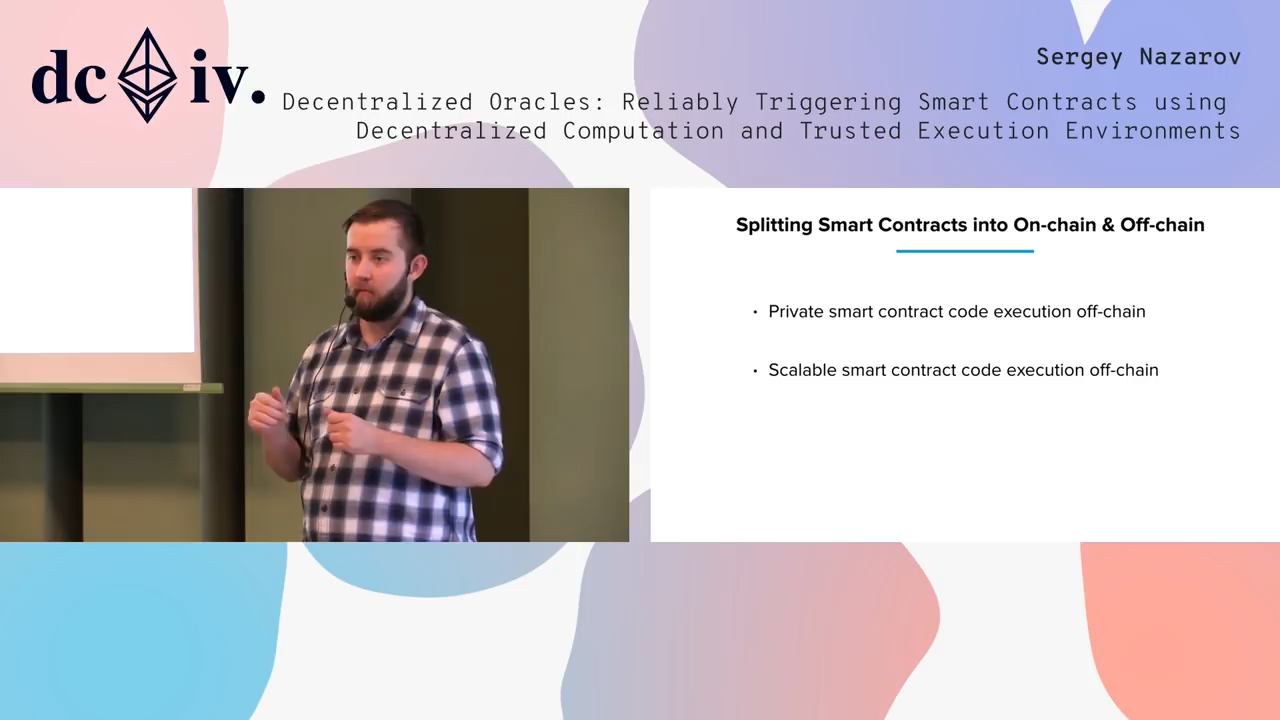 dc iv.
Sergey Nazarov
Decentralized Oracles: Reliably Triggering Smart Contracts using
Decentralized Computation and Trusted Execution Environments
Splitting Smart Contracts into On-chain & Off-chain
• Private smart contract code execution off-chain
• Scalable smart contract code execution off-chain